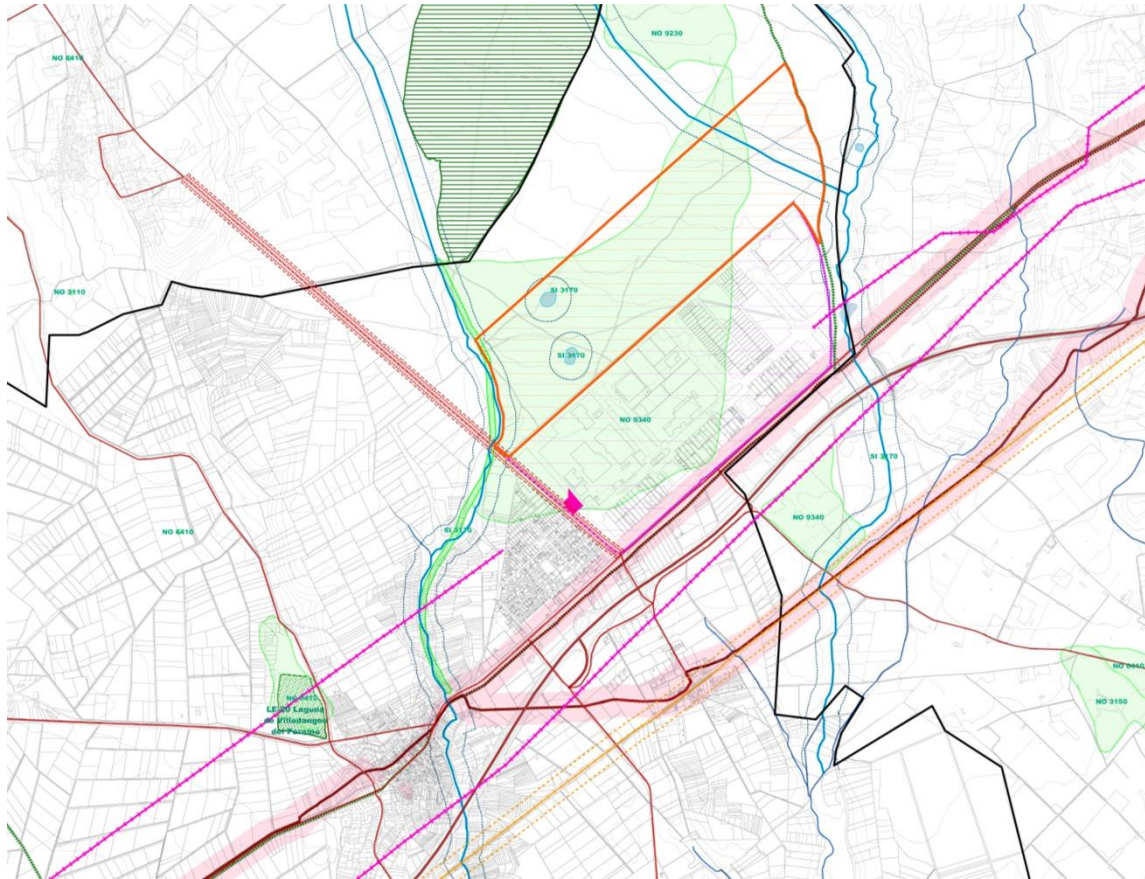 NO 9230
NO 6410
NO 3110
SI 3170
SI 3170
NO 9340
SI 3170
NO 6410
NO 9340
SI 3170
NO 6410
NO 6410
LE-20 Laguna
de Villadangos
del Páramo
NO 3150